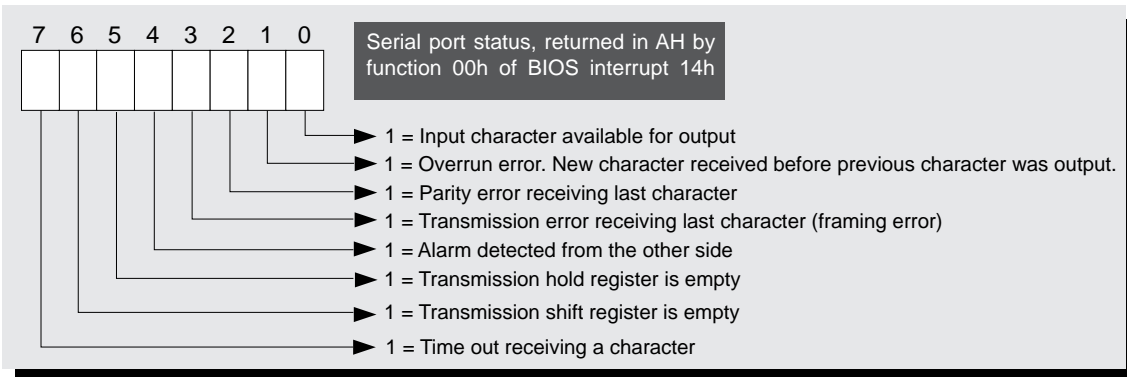 7 6 5 4 3 2 1 0
Serial port status, returned in AH by
function 00h of BIOS interrupt 14h
1 = Input character available for output
1 = Overrun error. New character received before previous character was output.
1 = Parity error receiving last character
1 = Transmission error receiving last character (framing error)
1 = Alarm detected from the other side
1 = Transmission hold register is empty
1 = Transmission shift register is empty
1 = Time out receiving a character